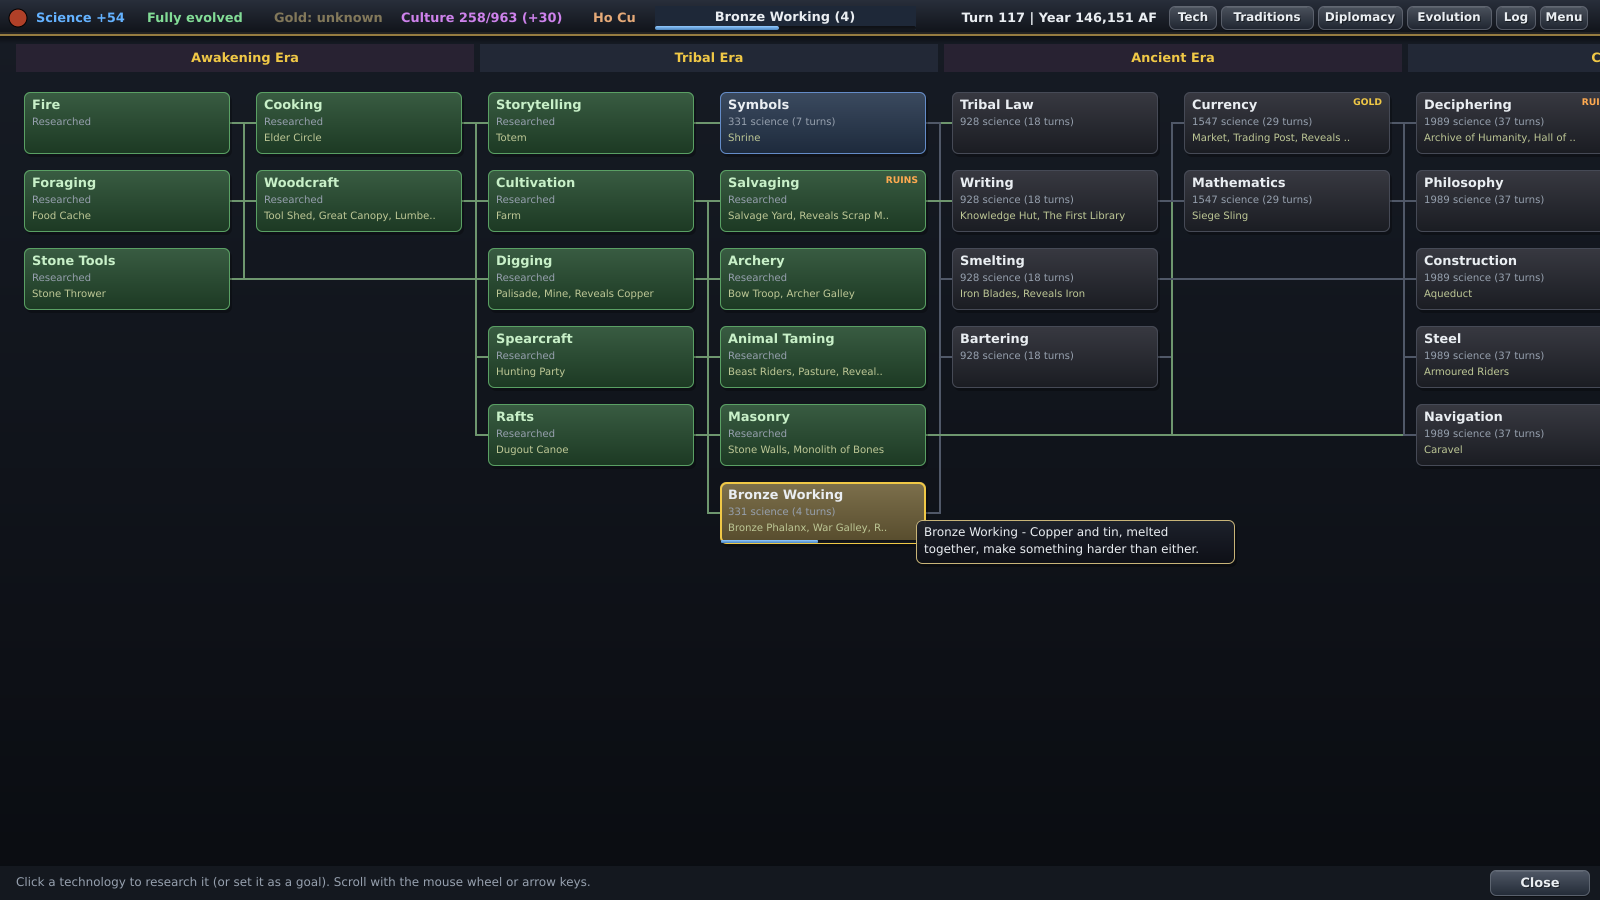 Science +54
Fully evolved
Gold: unknown
Culture 258/963 (+30)
Ho Cu
Bronze Working (4)
Turn 117 | Year 146,151 AF
Tech
Traditions
Diplomacy
Evolution
Log
Menu
Awakening Era
Tribal Era
Ancient Era
C
Fire
Researched
Cooking
Researched
Elder Circle
Storytelling
Researched
Totem
Symbols
331 science (7 turns)
Shrine
Tribal Law
928 science (18 turns)
Currency
GOLD
1547 science (29 turns)
Market, Trading Post, Reveals ..
Deciphering
RUI
1989 science (37 turns)
Archive of Humanity, Hall of ..
Foraging
Researched
Food Cache
Woodcraft
Researched
Tool Shed, Great Canopy, Lumbe..
Cultivation
Researched
Farm
Salvaging
RUINS
Researched
Salvage Yard, Reveals Scrap M..
Writing
928 science (18 turns)
Knowledge Hut, The First Library
Mathematics
1547 science (29 turns)
Siege Sling
Philosophy
1989 science (37 turns)
Stone Tools
Researched
Stone Thrower
Digging
Researched
Palisade, Mine, Reveals Copper
Archery
Researched
Bow Troop, Archer Galley
Smelting
928 science (18 turns)
Iron Blades, Reveals Iron
Construction
1989 science (37 turns)
Aqueduct
Spearcraft
Researched
Hunting Party
Animal Taming
Researched
Beast Riders, Pasture, Reveal..
Bartering
928 science (18 turns)
Steel
1989 science (37 turns)
Armoured Riders
Rafts
Researched
Dugout Canoe
Masonry
Researched
Stone Walls, Monolith of Bones
Navigation
1989 science (37 turns)
Caravel
Bronze Working
331 science (4 turns)
Bronze Phalanx, War Galley, R..
Bronze Working - Copper and tin, melted
together, make something harder than either.
Click a technology to research it (or set it as a goal). Scroll with the mouse wheel or arrow keys.
Close